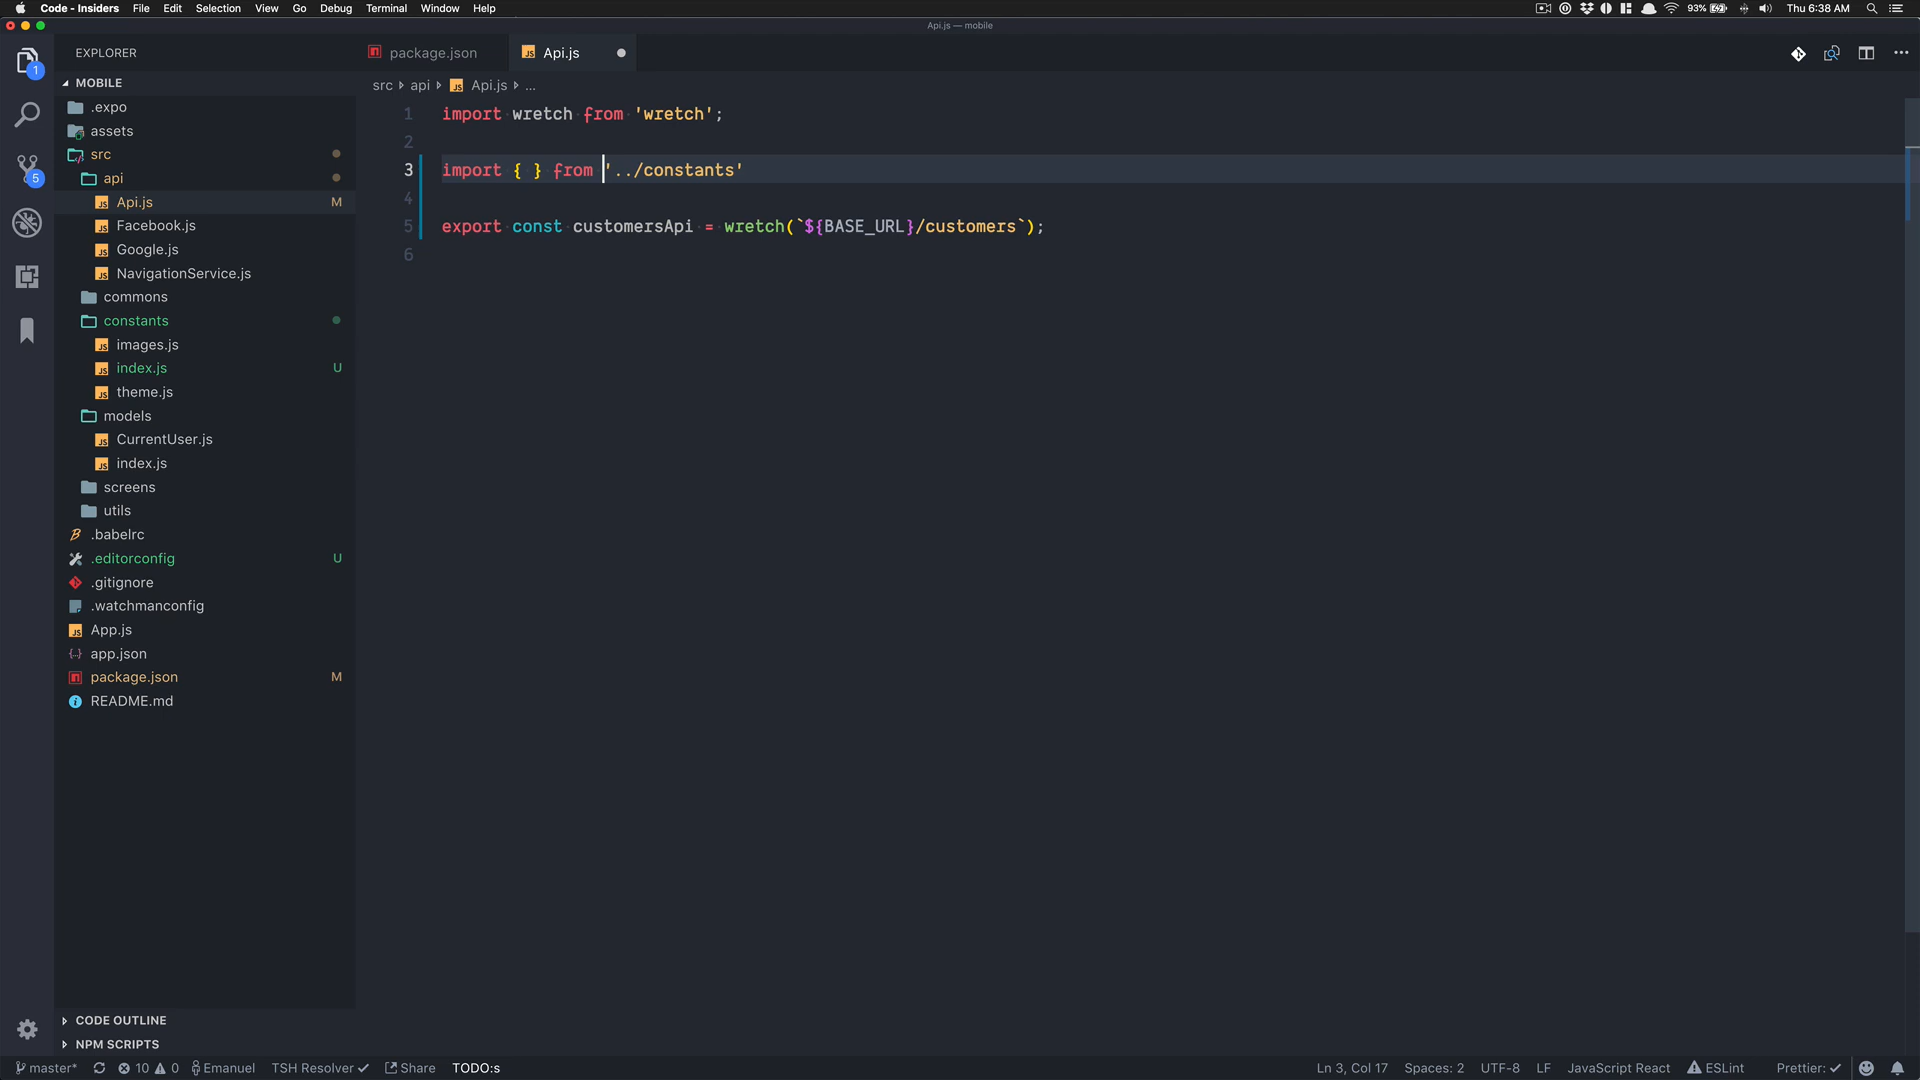 Code - Insiders File Edit Selection View Go Debug Terminal Window Help 93% Thu 6:38 AM
Api.js — mobile
EXPLORER
package.json
Api.js
MOBILE
src api Api.js ...
.expo
assets
src
api
Api.js M
Facebook.js
Google.js
NavigationService.js
commons
constants
images.js
index.js U
theme.js
models
CurrentUser.js
index.js
screens
utils
.babelrc
.editorconfig U
.gitignore
.watchmanconfig
App.js
app.json
package.json M
README.md
1
5
1 import wretch from 'wretch';
2
3 import { } from '../constants'
4
5 export const customersApi = wretch(`${BASE_URL}/customers`);
6
CODE OUTLINE
NPM SCRIPTS
master* 10 0 Emanuel TSH Resolver Share TODO:s Ln 3, Col 17 Spaces: 2 UTF-8 LF JavaScript React ESLint Prettier: